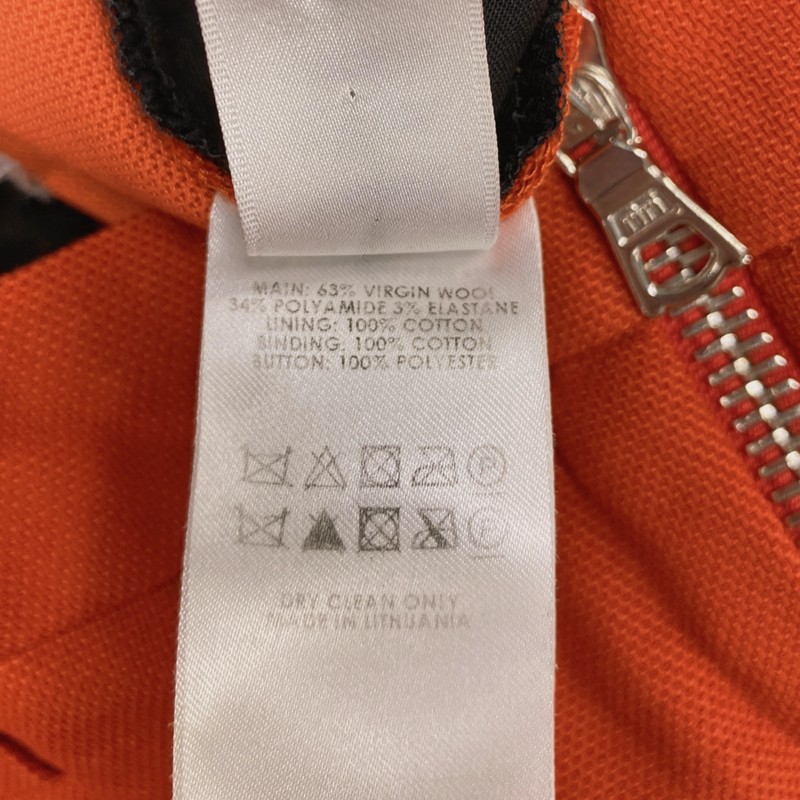 riri
MAIN: 63% VIRGIN WOOL
34% POLYAMIDE 3% ELASTANE
LINING: 100% COTTON
BINDING: 100% COTTON
BUTTON: 100% POLYESTER
P
DRY CLEAN ONLY
MADE IN LITHUANIA